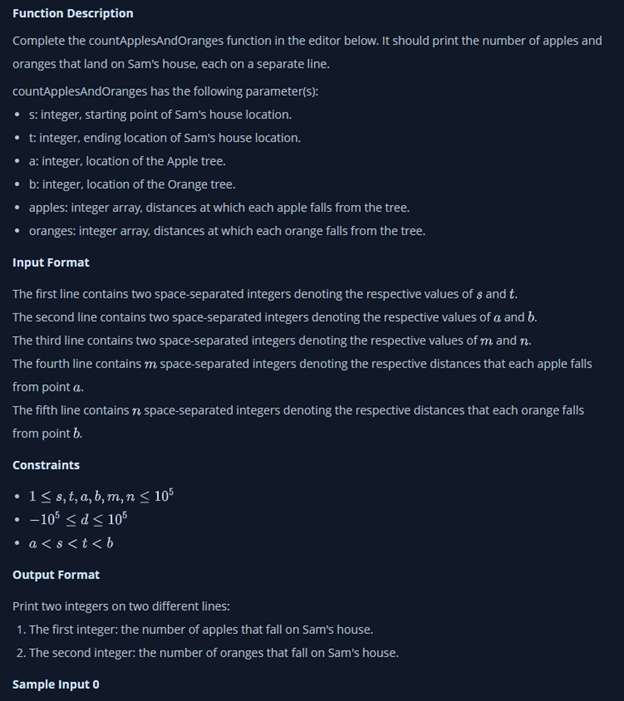 Function Description
Complete the countApplesAndOranges function in the editor below. It should print the number of apples and
oranges that land on Sam's house, each on a separate line.
countApplesAndOranges has the following parameter(s):
• s: integer, starting point of Sam's house location.
• t: integer, ending location of Sam's house location.
• a: integer, location of the Apple tree.
• b: integer, location of the Orange tree.
• apples: integer array, distances at which each apple falls from the tree.
• oranges: integer array, distances at which each orange falls from the tree.
Input Format
The first line contains two space-separated integers denoting the respective values of s and t.
The second line contains two space-separated integers denoting the respective values of a and b.
The third line contains two space-separated integers denoting the respective values of m and n.
The fourth line contains m space-separated integers denoting the respective distances that each apple falls
from point a.
The fifth line contains n space-separated integers denoting the respective distances that each orange falls
from point b.
Constraints
• 1 ≤ s, t, a, b, m, n ≤ 10⁵
• −10⁵ ≤ d ≤ 10⁵
• a < s < t < b
Output Format
Print two integers on two different lines:
1. The first integer: the number of apples that fall on Sam's house.
2. The second integer: the number of oranges that fall on Sam's house.
Sample Input 0